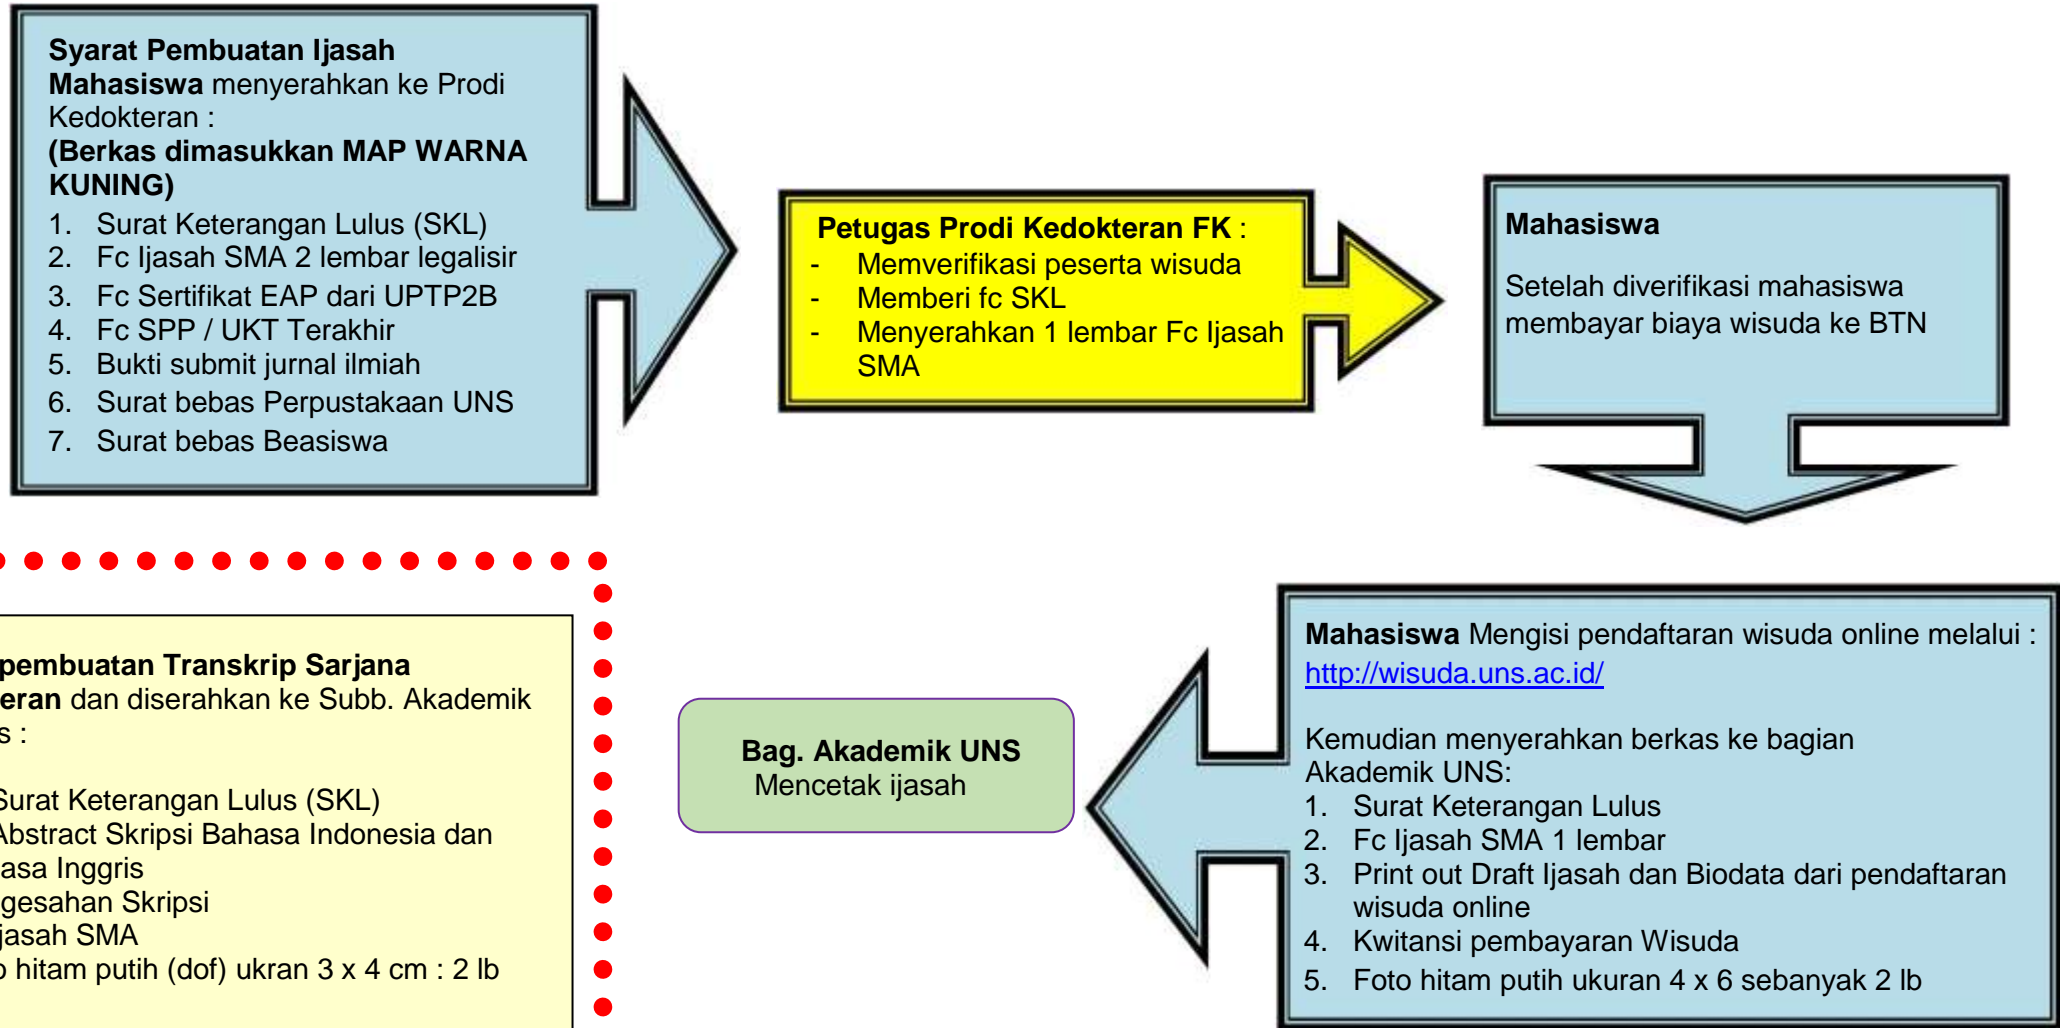 Syarat Pembuatan Ijasah
Mahasiswa menyerahkan ke Prodi
Kedokteran :
(Berkas dimasukkan MAP WARNA
KUNING)
1. Surat Keterangan Lulus (SKL)
2. Fc Ijasah SMA 2 lembar legalisir
3. Fc Sertifikat EAP dari UPTP2B
4. Fc SPP / UKT Terakhir
5. Bukti submit jurnal ilmiah
6. Surat bebas Perpustakaan UNS
7. Surat bebas Beasiswa
Petugas Prodi Kedokteran FK :
- Memverifikasi peserta wisuda
- Memberi fc SKL
- Menyerahkan 1 lembar Fc Ijasah
SMA
Mahasiswa
Setelah diverifikasi mahasiswa
membayar biaya wisuda ke BTN
Mahasiswa Mengisi pendaftaran wisuda online melalui :
http://wisuda.uns.ac.id/
Kemudian menyerahkan berkas ke bagian
Akademik UNS:
1. Surat Keterangan Lulus
2. Fc Ijasah SMA 1 lembar
3. Print out Draft Ijasah dan Biodata dari pendaftaran
wisuda online
4. Kwitansi pembayaran Wisuda
5. Foto hitam putih ukuran 4 x 6 sebanyak 2 lb
Bag. Akademik UNS
Mencetak ijasah
pembuatan Transkrip Sarjana
eran dan diserahkan ke Subb. Akademik
s :
Surat Keterangan Lulus (SKL)
Abstract Skripsi Bahasa Indonesia dan
asa Inggris
gesahan Skripsi
jasah SMA
o hitam putih (dof) ukran 3 x 4 cm : 2 lb